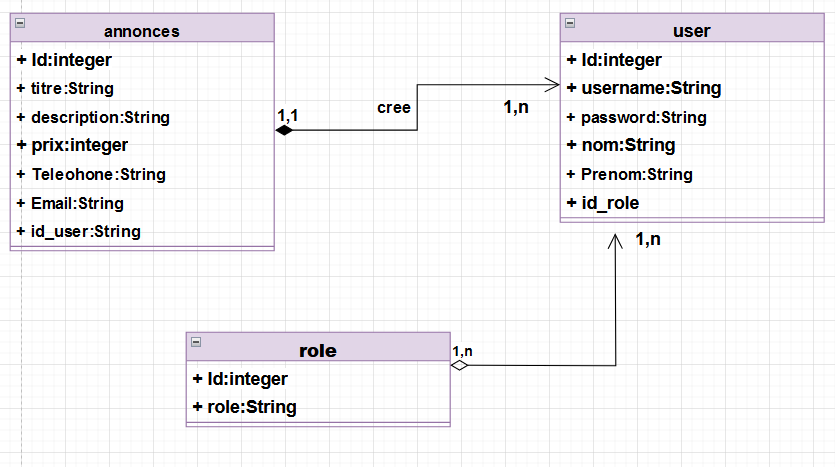 annonces
+ Id:integer
+ titre:String
+ description:String
+ prix:integer
+ Teleohone:String
+ Email:String
+ id_user:String
1,1
cree
1,n
user
+ Id:integer
+ username:String
+ password:String
+ nom:String
+ Prenom:String
+ id_role
1,n
role
+ Id:integer
+ role:String
1,n